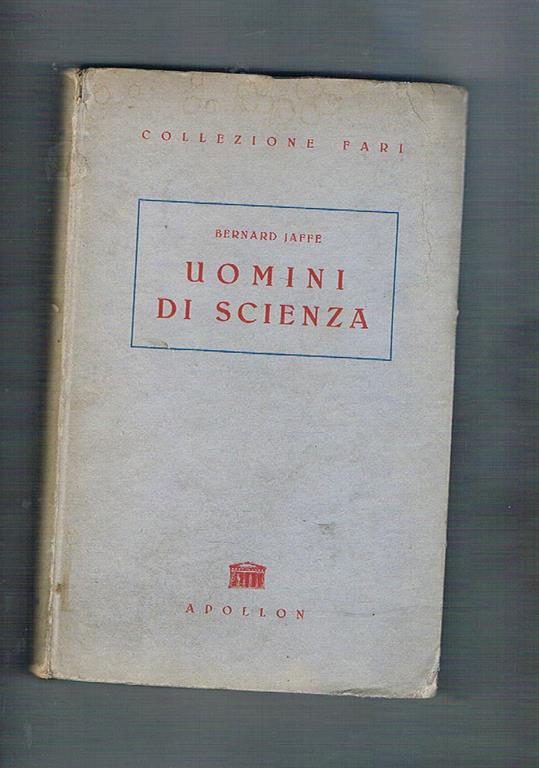 COLLEZIONE FARI
BERNARD JAFFE
UOMINI
DI SCIENZA
APOLLON